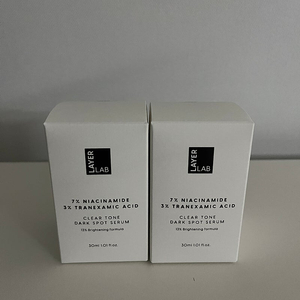 LAYER
LAB
7% NIACINAMIDE
3% TRANEXAMIC ACID
CLEAR TONE
DARK SPOT SERUM
10% Brightening Formula
30ml 1.01 fl.oz.
LAYER
LAB
7% NIACINAMIDE
3% TRANEXAMIC ACID
CLEAR TONE
DARK SPOT SERUM
10% Brightening Formula
30ml 1.01 fl.oz.